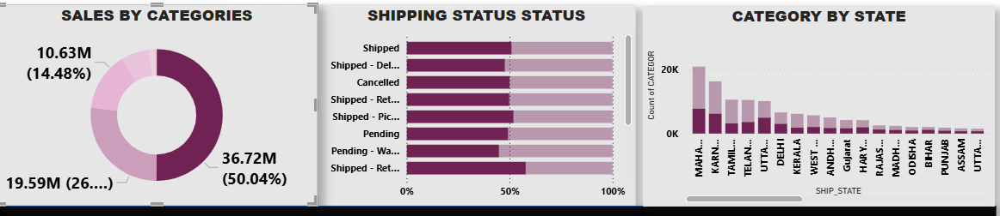 SALES BY CATEGORIES
10.63M
(14.48%)
36.72M
(50.04%)
19.59M (26....)
SHIPPING STATUS STATUS
Shipped
Shipped - Del...
Cancelled
Shipped - Ret...
Shipped - Pic...
Pending
Pending - Wa...
Shipped - Ret...
0%
50%
100%
CATEGORY BY STATE
Count of CATEGOR
20K
0K
MAHA...
KARN...
TAMIL...
TELAN...
UTTA...
DELHI
KERALA
WEST ...
ANDH...
Gujarat
HARY...
RAJAS...
MADH...
ODISHA
BIHAR
PUNJAB
ASSAM
UTTA...
SHIP_STATE